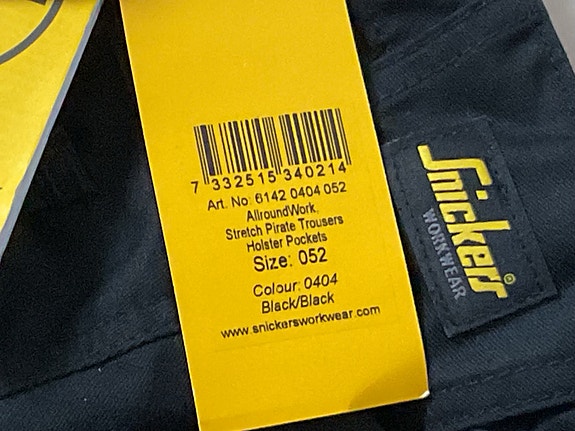 7 332515 340214
Art. No: 6142 0404 052
AllroundWork,
Stretch Pirate Trousers
Holster Pockets
Size: 052
Colour: 0404
Black/Black
www.snickersworkwear.com
Snickers®
WORKWEAR